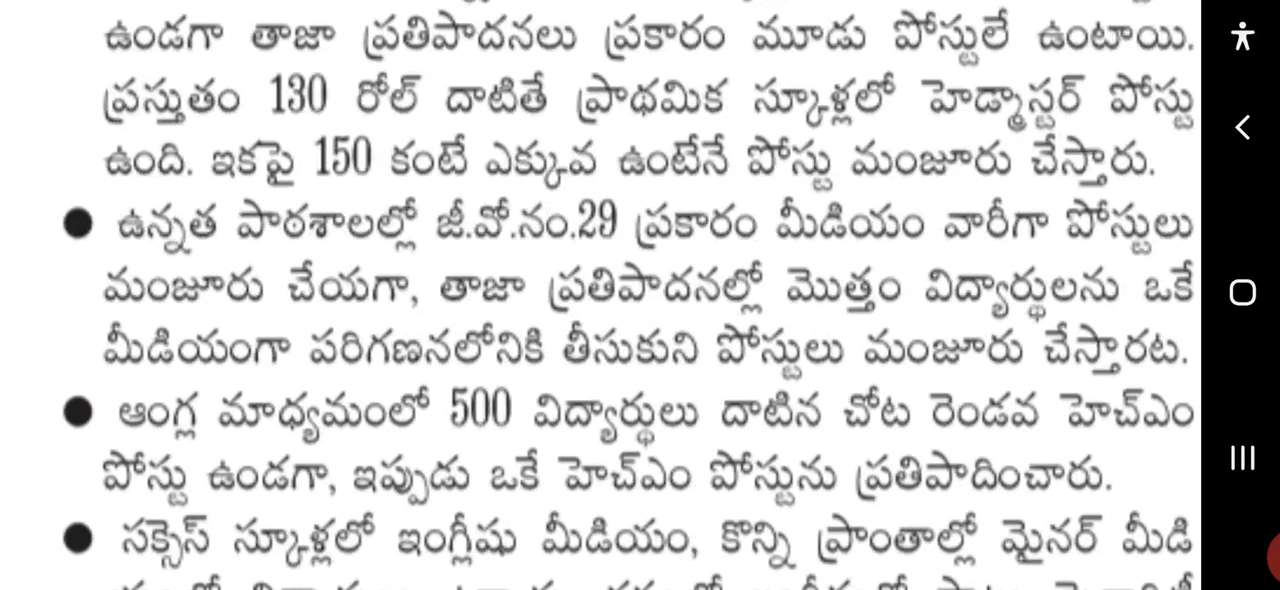 ఉండగా తాజా ప్రతిపాదనలు ప్రకారం మూడు పోస్టులే ఉంటాయి.
ప్రస్తుతం 130 రోల్ దాటితే ప్రాథమిక స్కూళ్లలో హెడ్మాస్టర్ పోస్టు
ఉంది. ఇకపై 150 కంటే ఎక్కువ ఉంటేనే పోస్టు మంజూరు చేస్తారు.
● ఉన్నత పాఠశాలల్లో జీ.వో.నం.29 ప్రకారం మీడియం వారీగా పోస్టులు
మంజూరు చేయగా, తాజా ప్రతిపాదనల్లో మొత్తం విద్యార్థులను ఒకే
మీడియంగా పరిగణనలోనికి తీసుకుని పోస్టులు మంజూరు చేస్తారట.
● ఆంగ్ల మాధ్యమంలో 500 విద్యార్థులు దాటిన చోట రెండవ హెచ్ఎం
పోస్టు ఉండగా, ఇప్పుడు ఒకే హెచ్ఎం పోస్టును ప్రతిపాదించారు.
● సక్సెస్ స్కూళ్లలో ఇంగ్లీషు మీడియం, కొన్ని ప్రాంతాల్లో మైనర్ మీడి